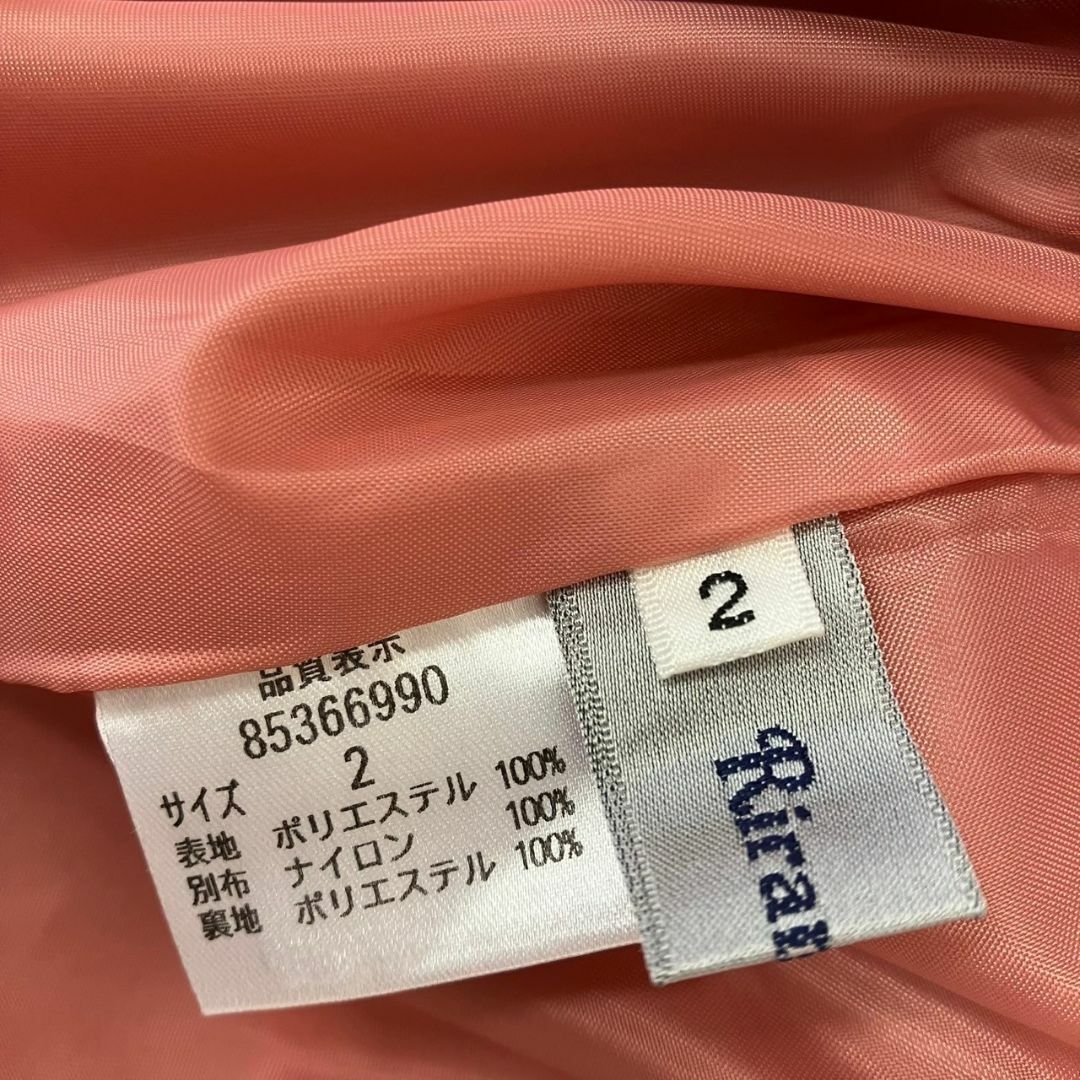 品質表示
85366990
サイズ 2
表地 ポリエステル 100%
別布 ナイロン 100%
裏地 ポリエステル 100%
2